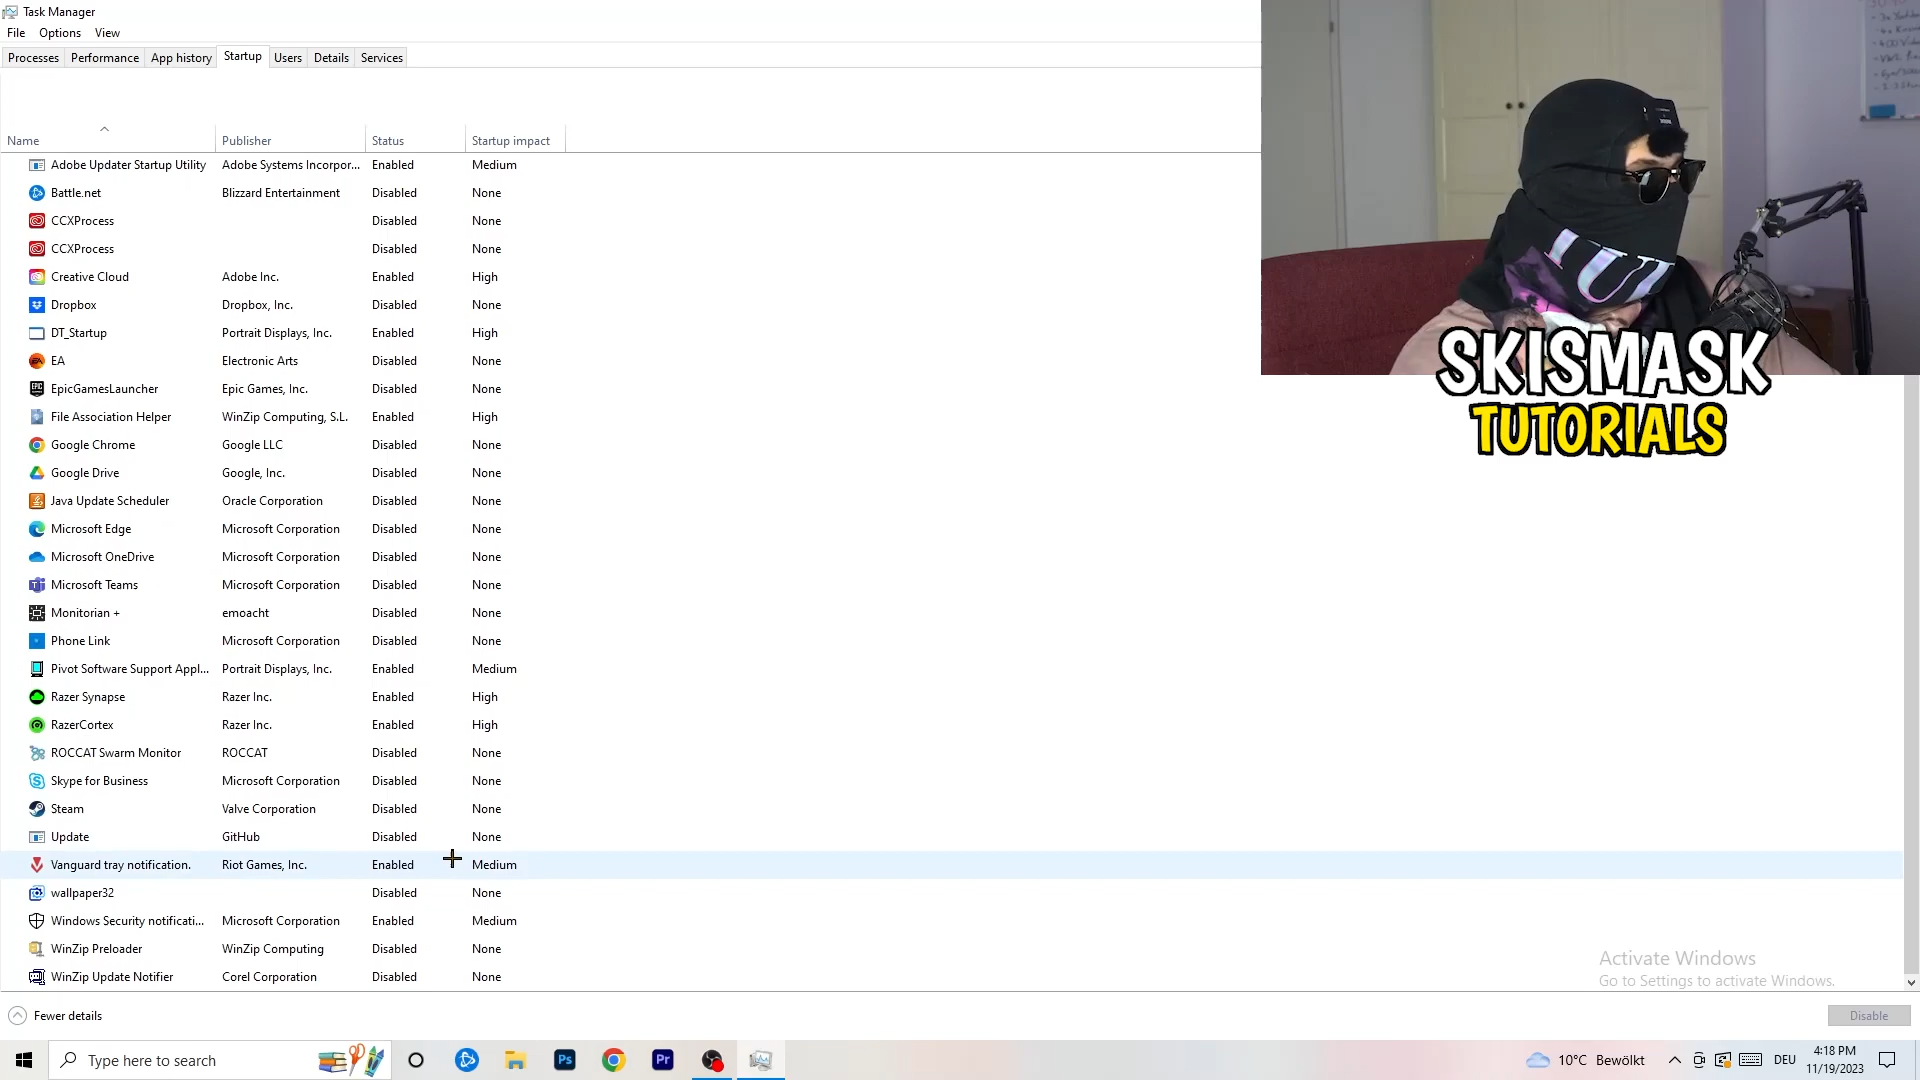 Task Manager
File Options View
Processes Performance App history Startup Users Details Services
Name Publisher Status Startup impact
Adobe Updater Startup Utility Adobe Systems Incorpor... Enabled Medium
Battle.net Blizzard Entertainment Disabled None
CCXProcess Disabled None
CCXProcess Disabled None
Creative Cloud Adobe Inc. Enabled High
Dropbox Dropbox, Inc. Disabled None
DT_Startup Portrait Displays, Inc. Enabled High
EA Electronic Arts Disabled None
EpicGamesLauncher Epic Games, Inc. Disabled None
File Association Helper WinZip Computing, S.L. Enabled High
Google Chrome Google LLC Disabled None
Google Drive Google, Inc. Disabled None
Java Update Scheduler Oracle Corporation Disabled None
Microsoft Edge Microsoft Corporation Disabled None
Microsoft OneDrive Microsoft Corporation Disabled None
Microsoft Teams Microsoft Corporation Disabled None
Monitorian + emoacht Disabled None
Phone Link Microsoft Corporation Disabled None
Pivot Software Support Appl... Portrait Displays, Inc. Enabled Medium
Razer Synapse Razer Inc. Enabled High
RazerCortex Razer Inc. Enabled High
ROCCAT Swarm Monitor ROCCAT Disabled None
Skype for Business Microsoft Corporation Disabled None
Steam Valve Corporation Disabled None
Update GitHub Disabled None
Vanguard tray notification. Riot Games, Inc. Enabled Medium
wallpaper32 Disabled None
Windows Security notificati... Microsoft Corporation Enabled Medium
WinZip Preloader WinZip Computing Disabled None
WinZip Update Notifier Corel Corporation Disabled None
SKISMASK
TUTORIALS
Activate Windows
Go to Settings to activate Windows.
Fewer details
Disable
Type here to search
Ps
Pr
10°C Bewölkt
DEU
4:18 PM
11/19/2023